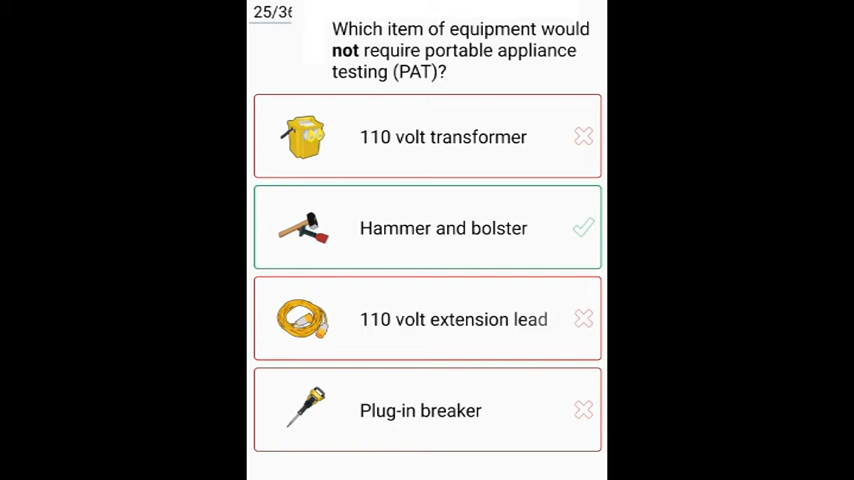 25/36
Which item of equipment would
not require portable appliance
testing (PAT)?
110 volt transformer
Hammer and bolster
110 volt extension lead
Plug-in breaker